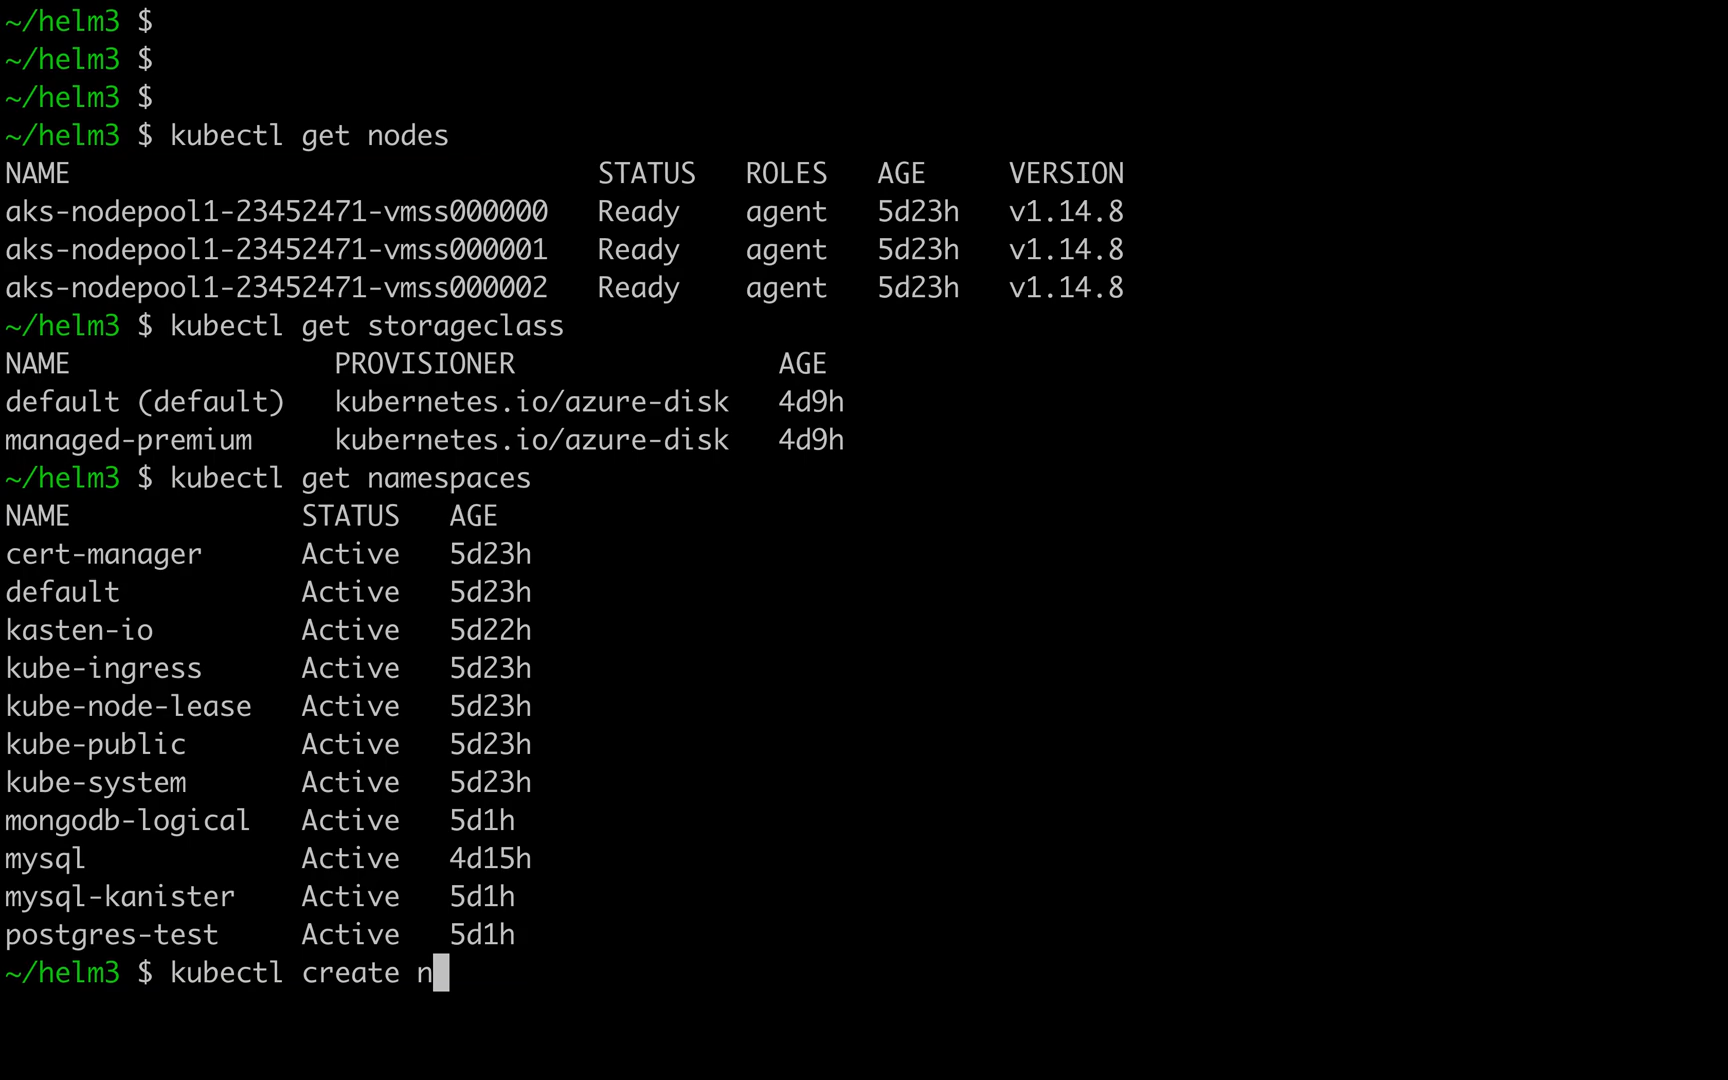 ~/helm3 $
~/helm3 $
~/helm3 $
~/helm3 $ kubectl get nodes
NAME STATUS ROLES AGE VERSION
aks-nodepool1-23452471-vmss000000 Ready agent 5d23h v1.14.8
aks-nodepool1-23452471-vmss000001 Ready agent 5d23h v1.14.8
aks-nodepool1-23452471-vmss000002 Ready agent 5d23h v1.14.8
~/helm3 $ kubectl get storageclass
NAME PROVISIONER AGE
default (default) kubernetes.io/azure-disk 4d9h
managed-premium kubernetes.io/azure-disk 4d9h
~/helm3 $ kubectl get namespaces
NAME STATUS AGE
cert-manager Active 5d23h
default Active 5d23h
kasten-io Active 5d22h
kube-ingress Active 5d23h
kube-node-lease Active 5d23h
kube-public Active 5d23h
kube-system Active 5d23h
mongodb-logical Active 5d1h
mysql Active 4d15h
mysql-kanister Active 5d1h
postgres-test Active 5d1h
~/helm3 $ kubectl create n